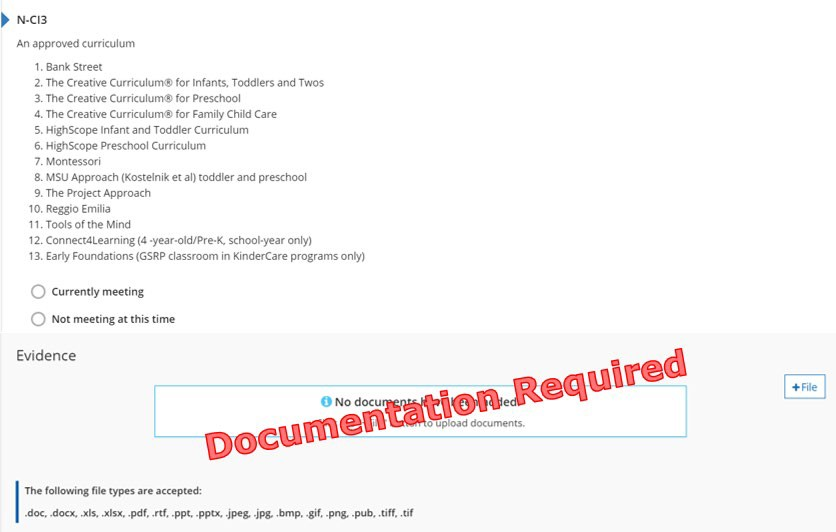 N-CI3
An approved curriculum
1. Bank Street
2. The Creative Curriculum® for Infants, Toddlers and Twos
3. The Creative Curriculum® for Preschool
4. The Creative Curriculum® for Family Child Care
5. HighScope Infant and Toddler Curriculum
6. HighScope Preschool Curriculum
7. Montessori
8. MSU Approach (Kostelnik et al) toddler and preschool
9. The Project Approach
10. Reggio Emilia
11. Tools of the Mind
12. Connect4Learning (4 -year-old/Pre-K, school-year only)
13. Early Foundations (GSRP classroom in KinderCare programs only)
Currently meeting
Not meeting at this time
Evidence
+File
No documents added
to upload documents.
Documentation Required
The following file types are accepted:
.doc, .docx, .xls, .xlsx, .pdf, .rtf, .ppt, .pptx, .jpeg, .jpg, .bmp, .gif, .png, .pub, .tiff, .tif